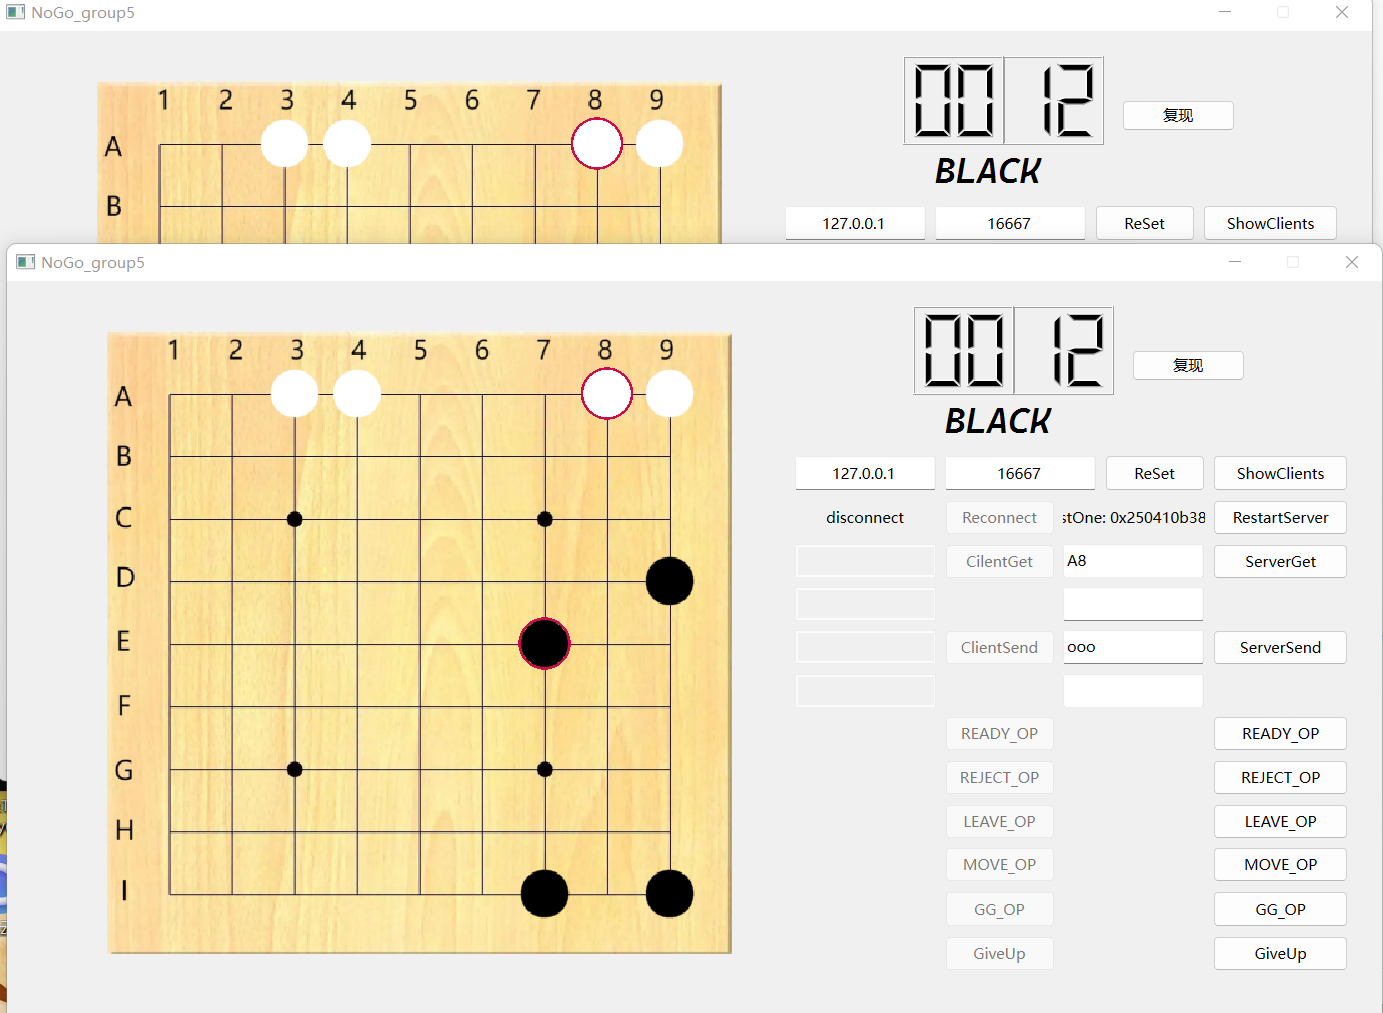 NoGo_group5
1 2 3 4 5 6 7 8 9
A
B
00 12
复现
BLACK
127.0.0.1 16667 ReSet ShowClients
NoGo_group5
1 2 3 4 5 6 7 8 9
A
B
C
D
E
F
G
H
I
00 12
复现
BLACK
127.0.0.1 16667 ReSet ShowClients
disconnect Reconnect stOne: 0x250410b38 RestartServer
CilentGet A8 ServerGet
ClientSend ooo ServerSend
READY_OP READY_OP
REJECT_OP REJECT_OP
LEAVE_OP LEAVE_OP
MOVE_OP MOVE_OP
GG_OP GG_OP
GiveUp GiveUp